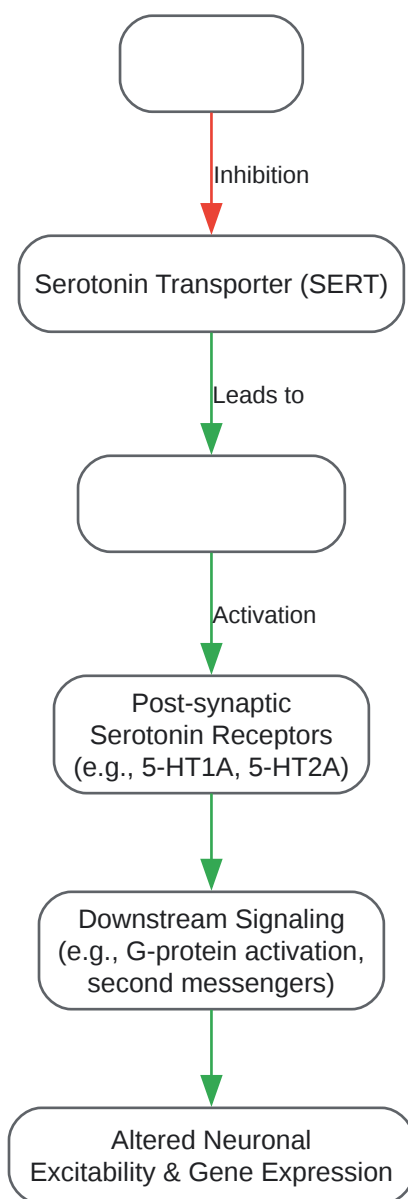 Inhibition
Serotonin Transporter (SERT)
Leads to
Activation
Post-synaptic
Serotonin Receptors
(e.g., 5-HT1A, 5-HT2A)
Downstream Signaling
(e.g., G-protein activation,
second messengers)
Altered Neuronal
Excitability & Gene Expression